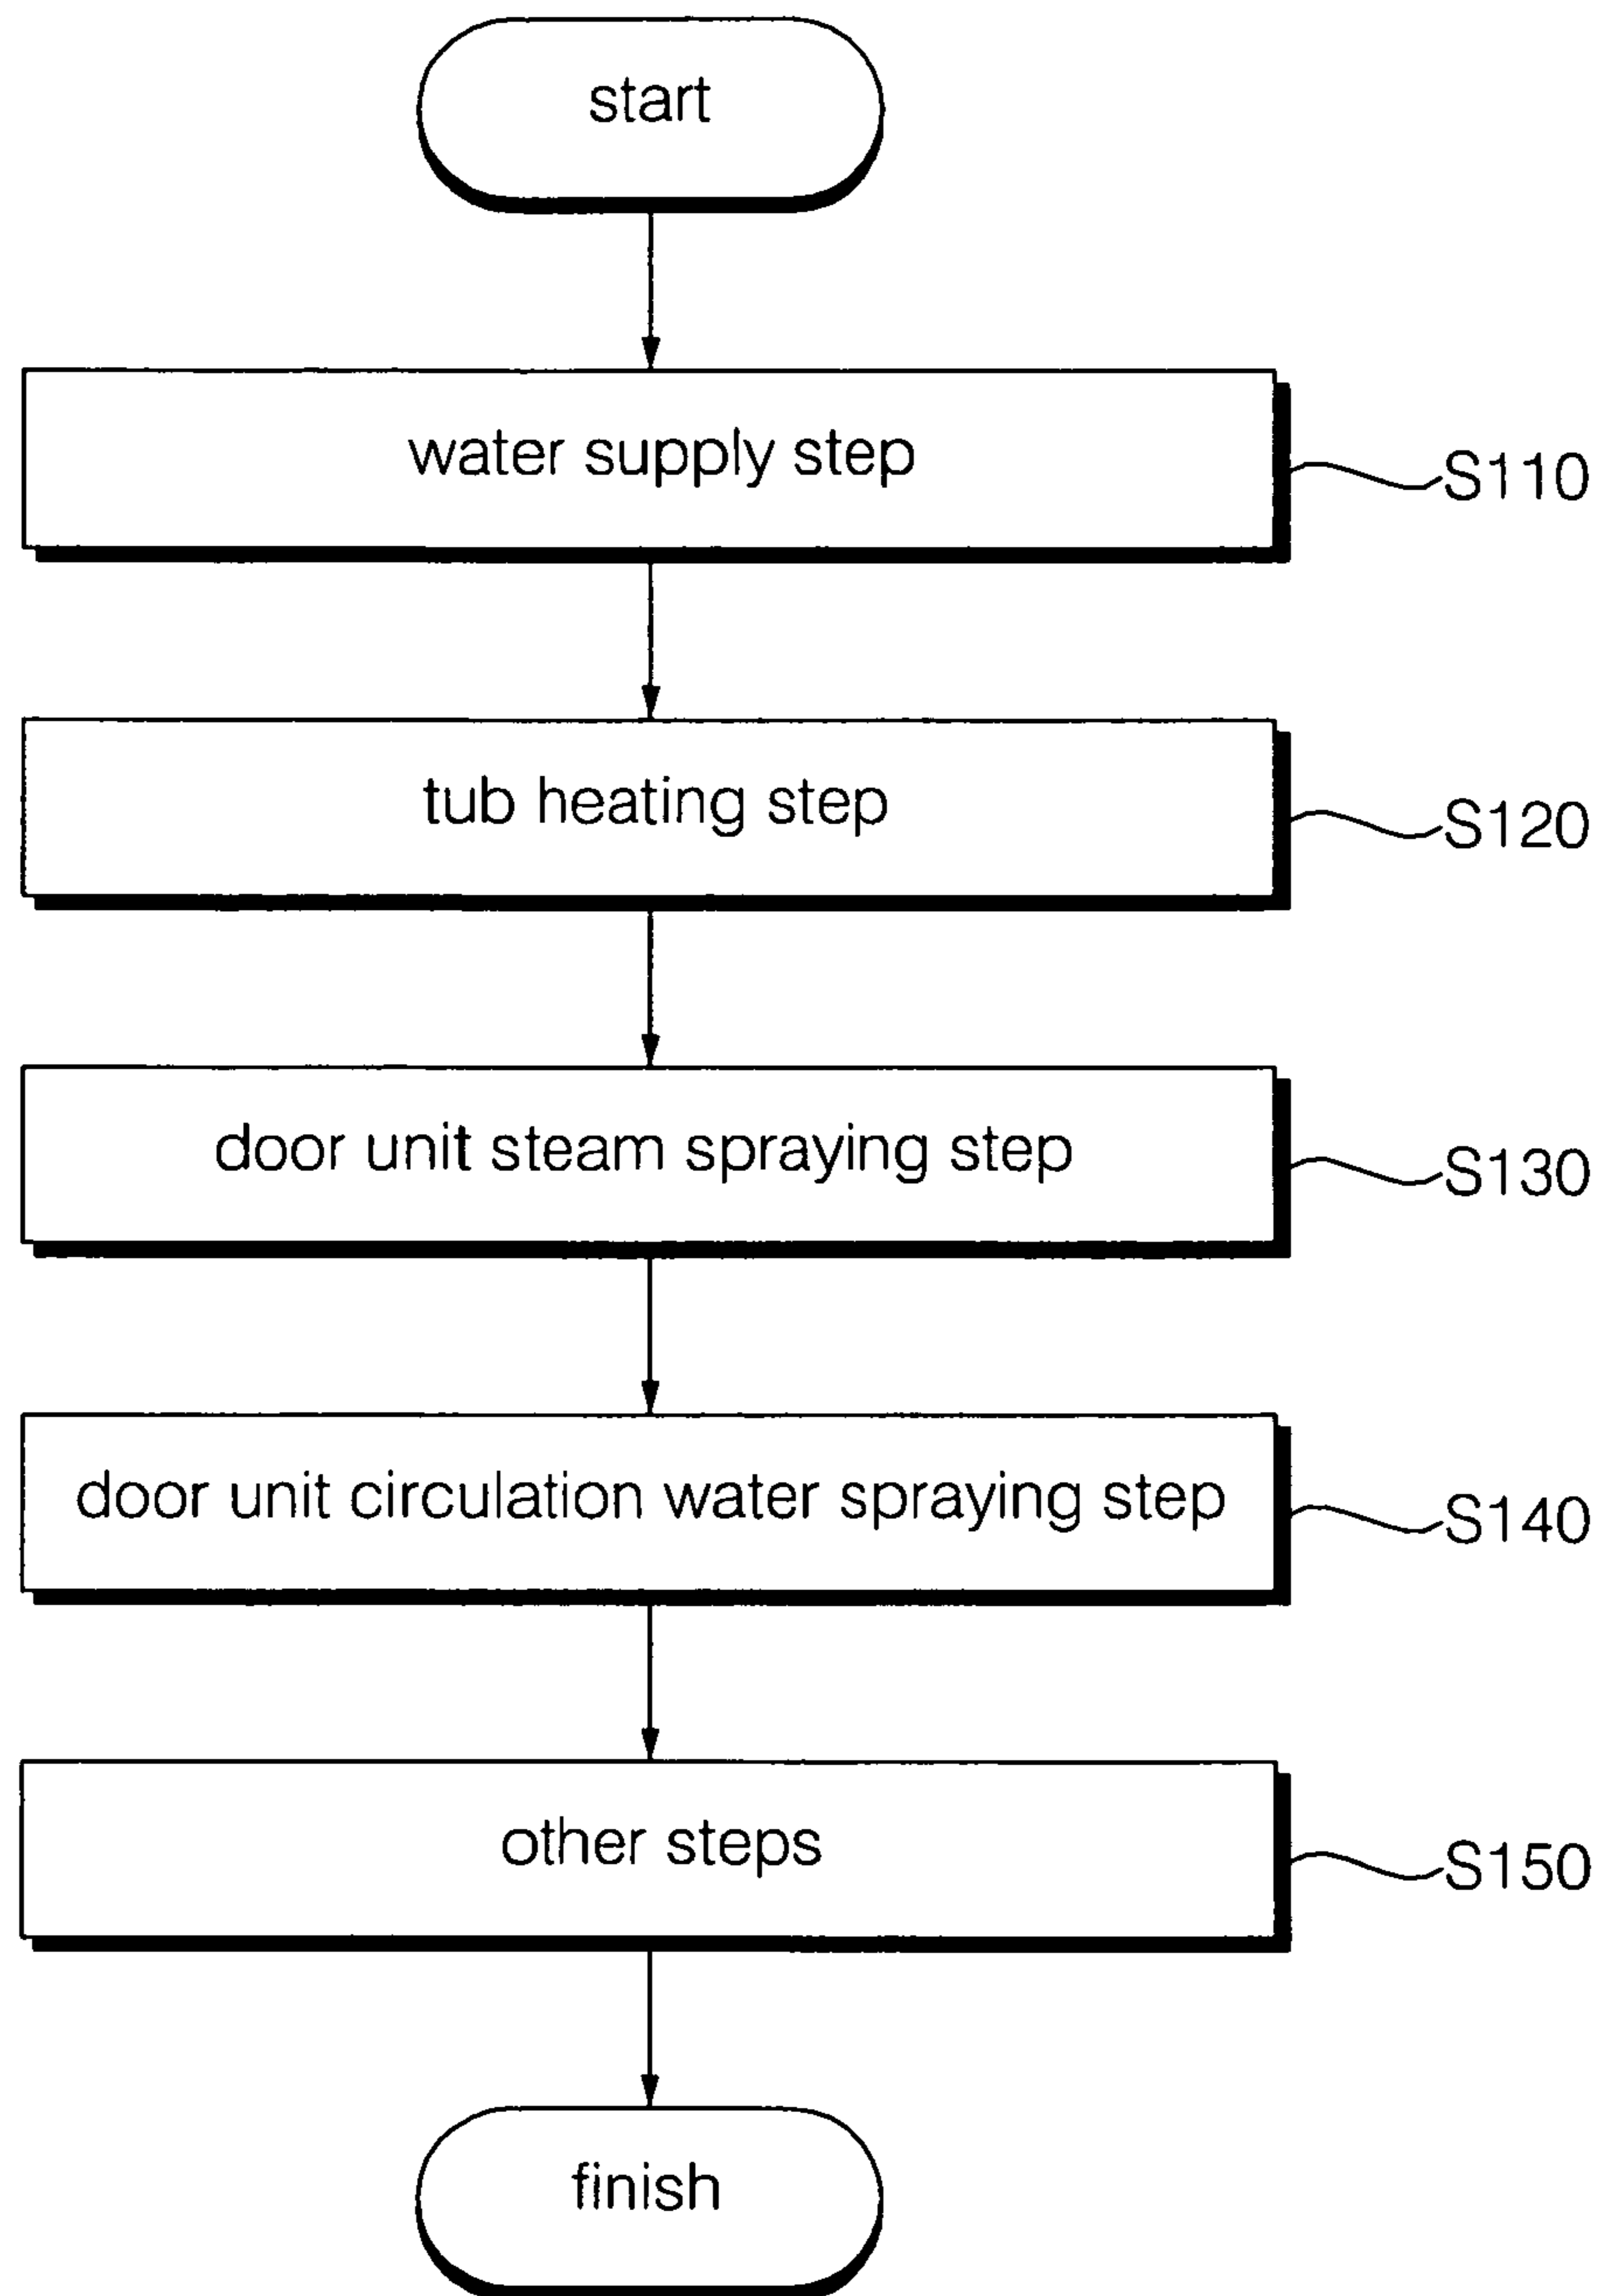 start
water supply step
S110
tub heating step
S120
door unit steam spraying step
S130
door unit circulation water spraying step
S140
other steps
S150
finish